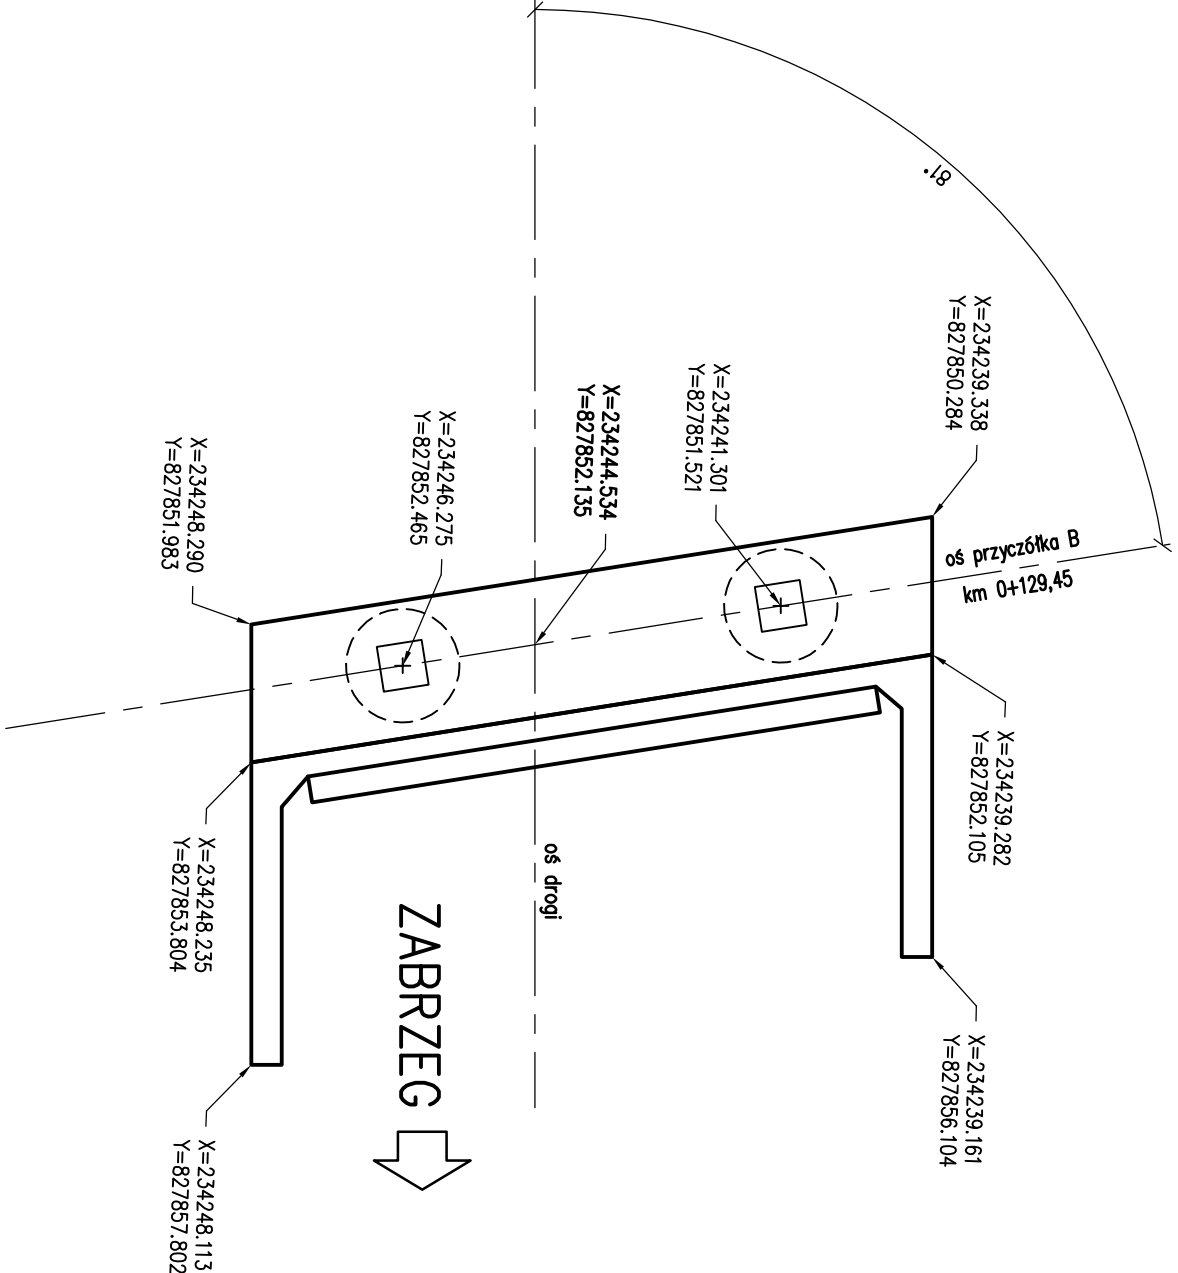 81°
X=234239.338
Y=827850.284
X=234241.301
Y=827851.521
X=234244.534
Y=827852.135
X=234246.275
Y=827852.465
X=234248.290
Y=827851.983
oś przyczółka B
km 0+129,45
X=234239.282
Y=827852.105
X=234248.235
Y=827853.804
oś drogi
ZABRZEG
X=234239.161
Y=827856.104
X=234248.113
Y=827857.802